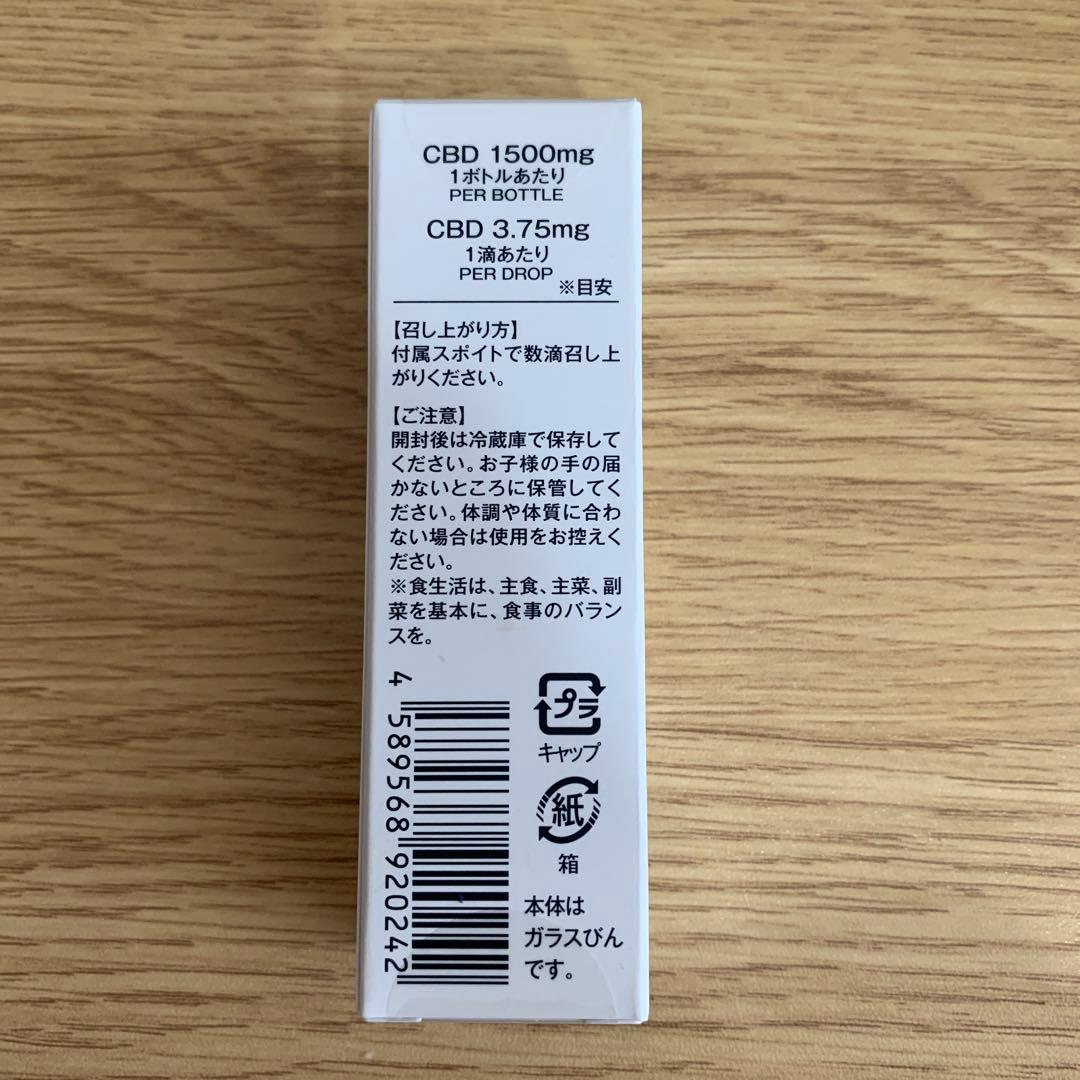 CBD 1500mg
1ボトルあたり
PER BOTTLE
CBD 3.75mg
1滴あたり
PER DROP
※目安
【召し上がり方】
付属スポイトで数滴召し上
がりください。
【ご注意】
開封後は冷蔵庫で保存して
ください。お子様の手の届
かないところに保管してく
ださい。体調や体質に合わ
ない場合は使用をお控えく
ださい。
※食生活は、主食、主菜、副
菜を基本に、食事のバラン
スを。
4 589568 920242
プラ
キャップ
紙
箱
本体は
ガラスびん
です。